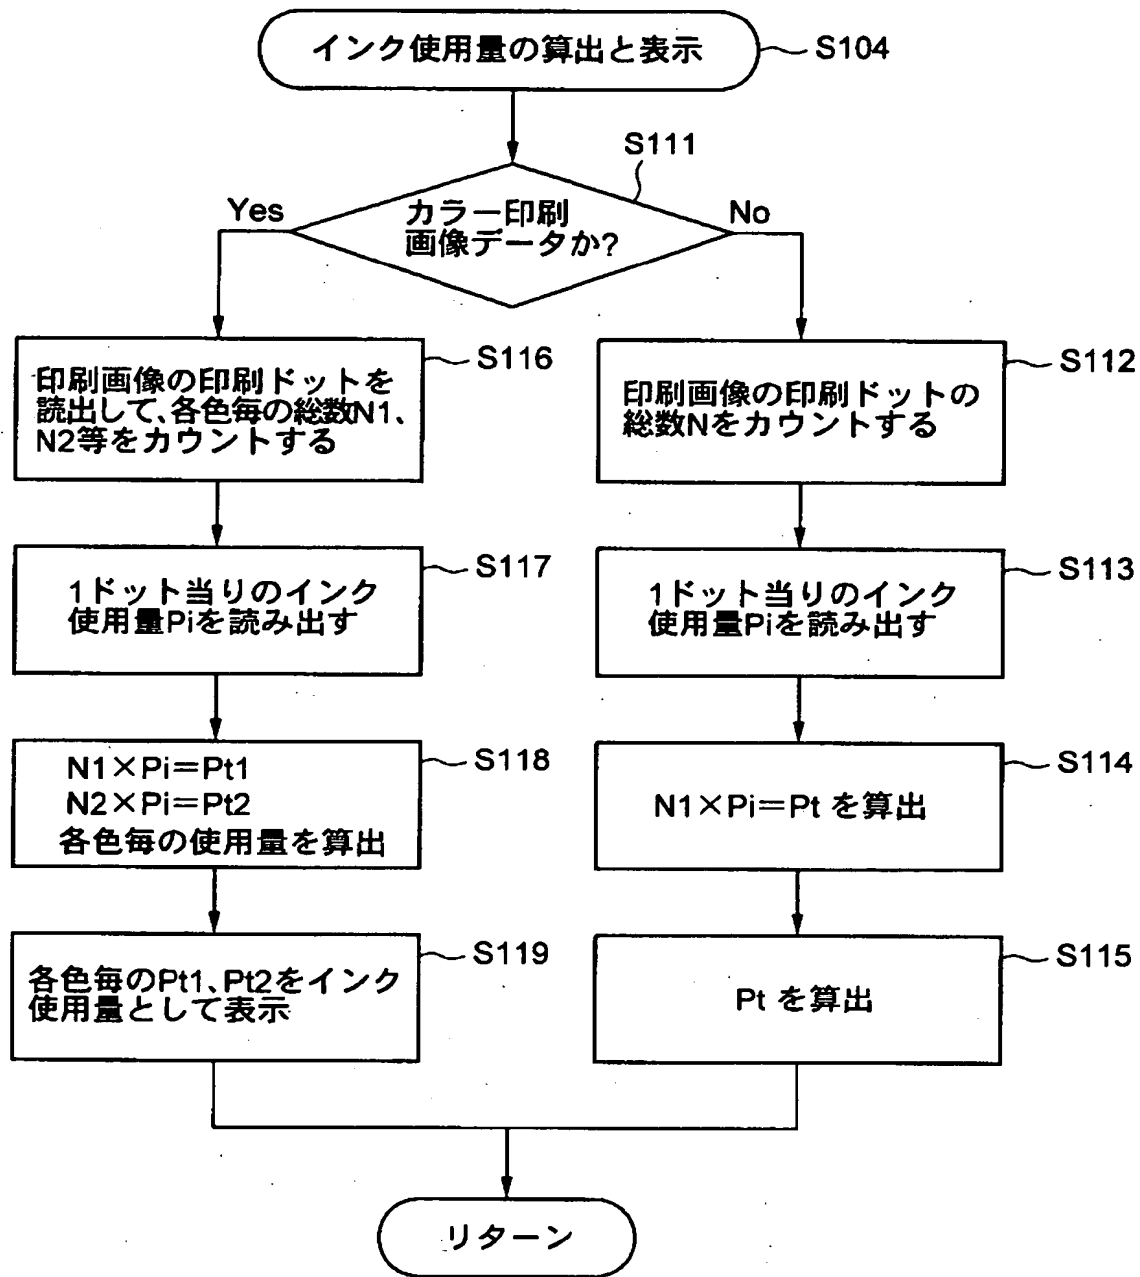 インク使用量の算出と表示
S104
S111
カラー印刷
画像データか?
Yes
No
S116
印刷画像の印刷ドットを
読出して、各色毎の総数N1、
N2等をカウントする
S112
印刷画像の印刷ドットの
総数Nをカウントする
S117
1ドット当りのインク
使用量Piを読み出す
S113
1ドット当りのインク
使用量Piを読み出す
S118
N1×Pi=Pt1
N2×Pi=Pt2
各色毎の使用量を算出
S114
N1×Pi=Pt を算出
S119
各色毎のPt1、Pt2をインク
使用量として表示
S115
Pt を算出
リターン